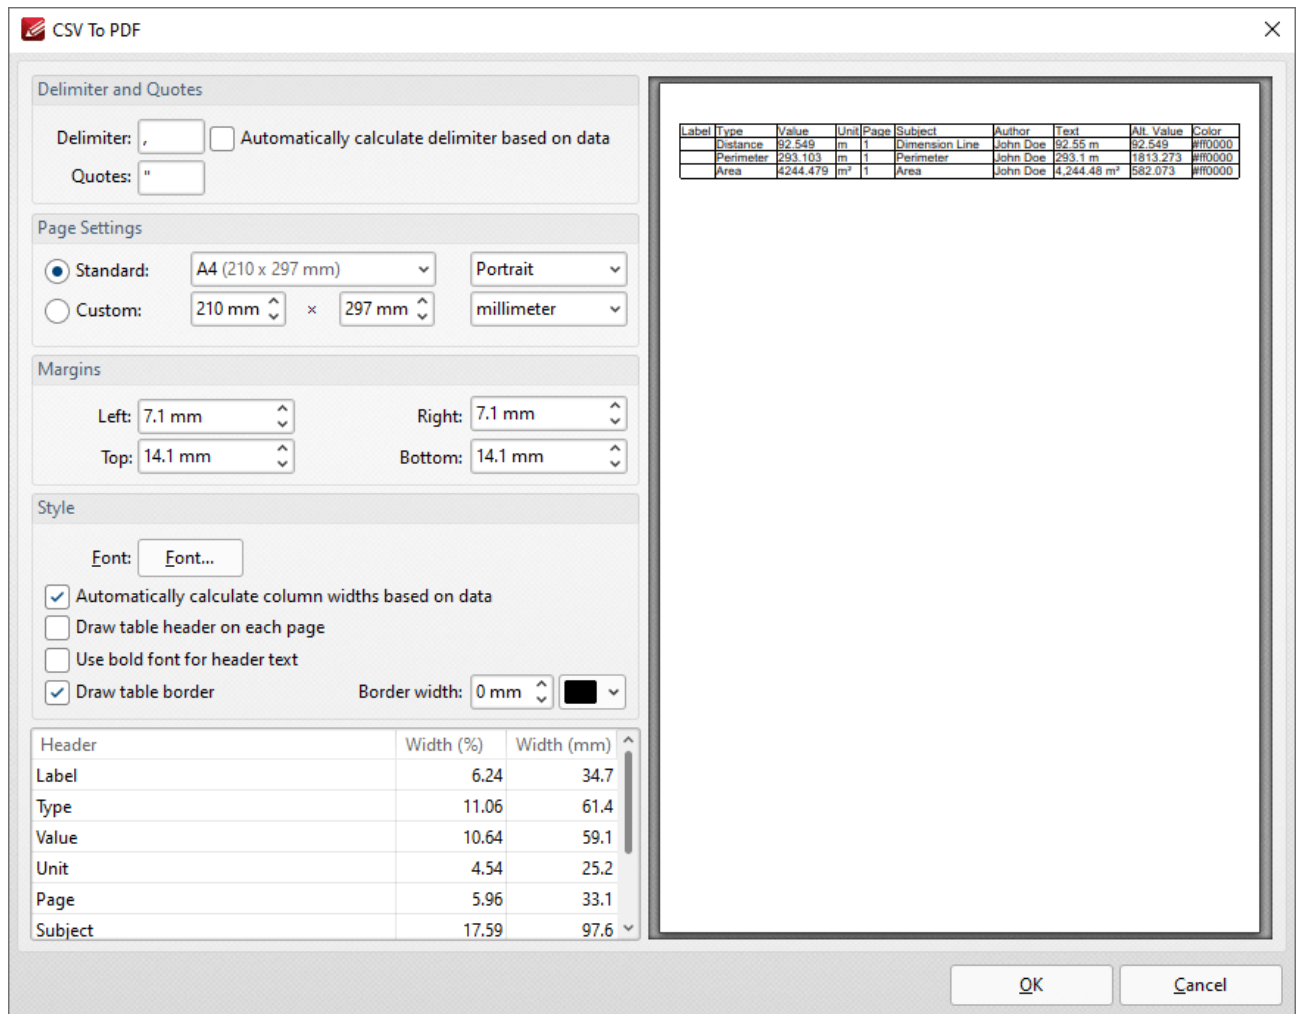 CSV To PDF
Delimiter and Quotes
Delimiter: , Automatically calculate delimiter based on data
Quotes: "
Page Settings
Standard: A4 (210 x 297 mm) Portrait
Custom: 210 mm × 297 mm millimeter
Margins
Left: 7.1 mm Right: 7.1 mm
Top: 14.1 mm Bottom: 14.1 mm
Style
Font: Font...
Automatically calculate column widths based on data
Draw table header on each page
Use bold font for header text
Draw table border Border width: 0 mm
Header Width (%) Width (mm)
Label 6.24 34.7
Type 11.06 61.4
Value 10.64 59.1
Unit 4.54 25.2
Page 5.96 33.1
Subject 17.59 97.6
Label Type Value Unit Page Subject Author Text Alt. Value Color
Distance 92.549 m 1 Dimension Line John Doe 92.55 m 92.549 #ff0000
Perimeter 293.103 m 1 Perimeter John Doe 293.1 m 1813.273 #ff0000
Area 4244.479 m² 1 Area John Doe 4,244.48 m² 582.073 #ff0000
OK Cancel